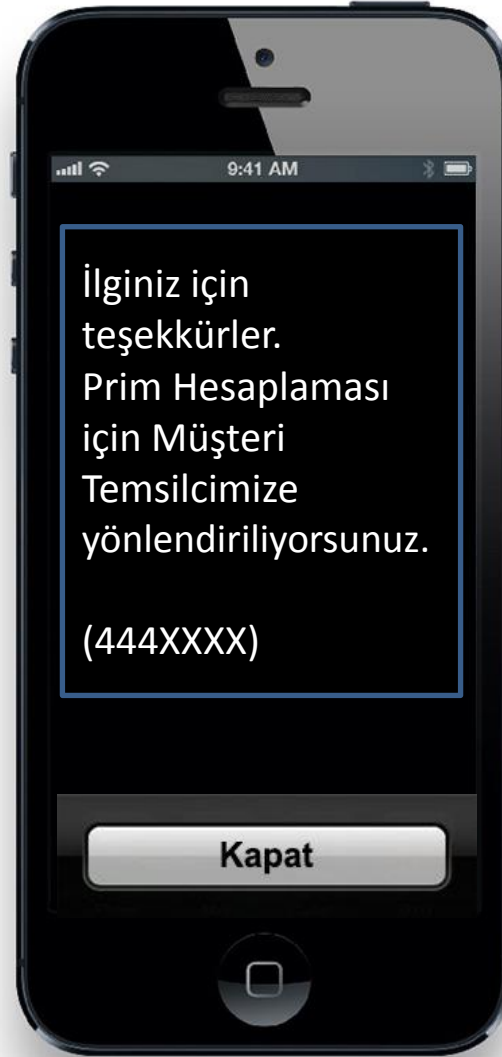 9:41 AM
İlginiz için
teşekkürler.
Prim Hesaplaması
için Müşteri
Temsilcimize
yönlendiriliyorsunuz.
(444XXXX)
Kapat